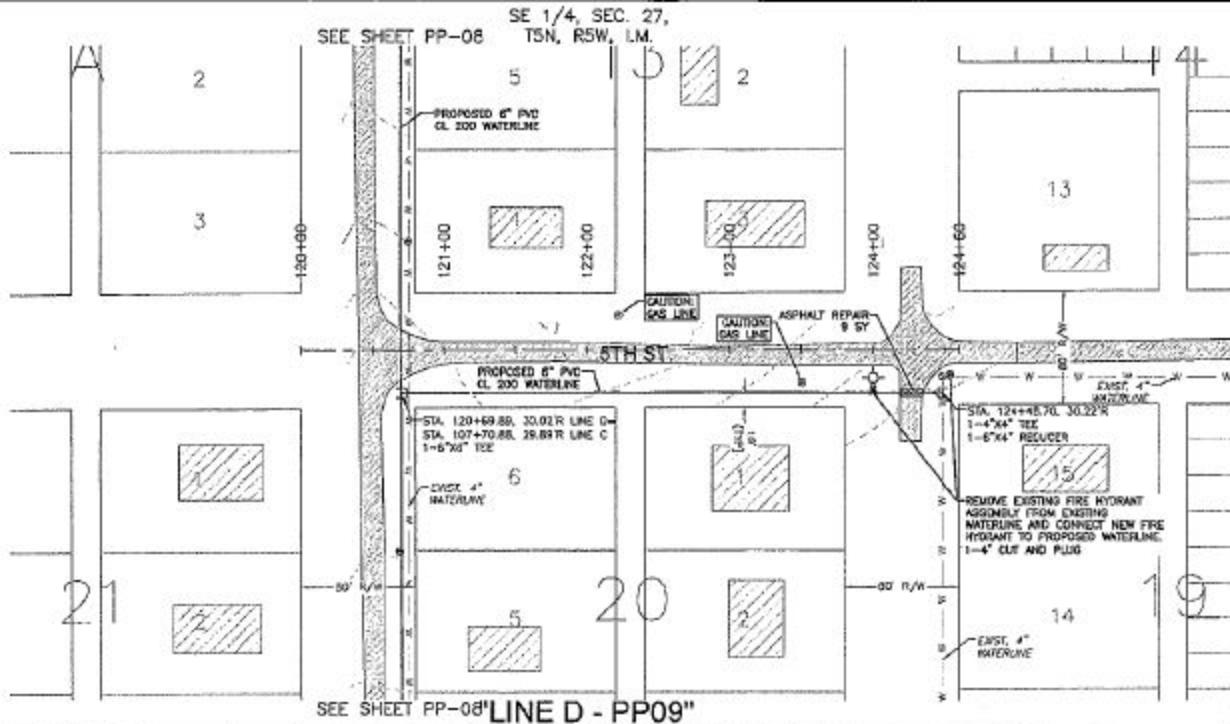 SE 1/4, SEC. 27,
T5N, R5W, I.M.
SEE SHEET PP-08
2
5
2
PROPOSED 6" PVC
CL 200 WATERLINE
3
13
120+00
121+00
122+00
123+00
124+00
124+60
CAUTION:
GAS LINE
CAUTION:
GAS LINE
ASPHALT REPAIR
9 SY
5TH ST.
80' R/W
PROPOSED 6" PVC
CL 200 WATERLINE
EXIST. 4"
WATERLINE
STA. 120+69.89, 30.02'R LINE D=
STA. 107+70.88, 29.89'R LINE C
1-6"X6" TEE
STA. 124+48.70, 30.22'R
1-4"X4" TEE
1-6"X4" REDUCER
1
6
1
15
EXIST. 4"
WATERLINE
REMOVE EXISTING FIRE HYDRANT
ASSEMBLY FROM EXISTING
WATERLINE AND CONNECT NEW FIRE
HYDRANT TO PROPOSED WATERLINE.
1-4" CUT AND PLUG
21
80' R/W
20
80' R/W
19
2
5
2
14
EXIST. 4"
WATERLINE
SEE SHEET PP-08
"LINE D - PP09"